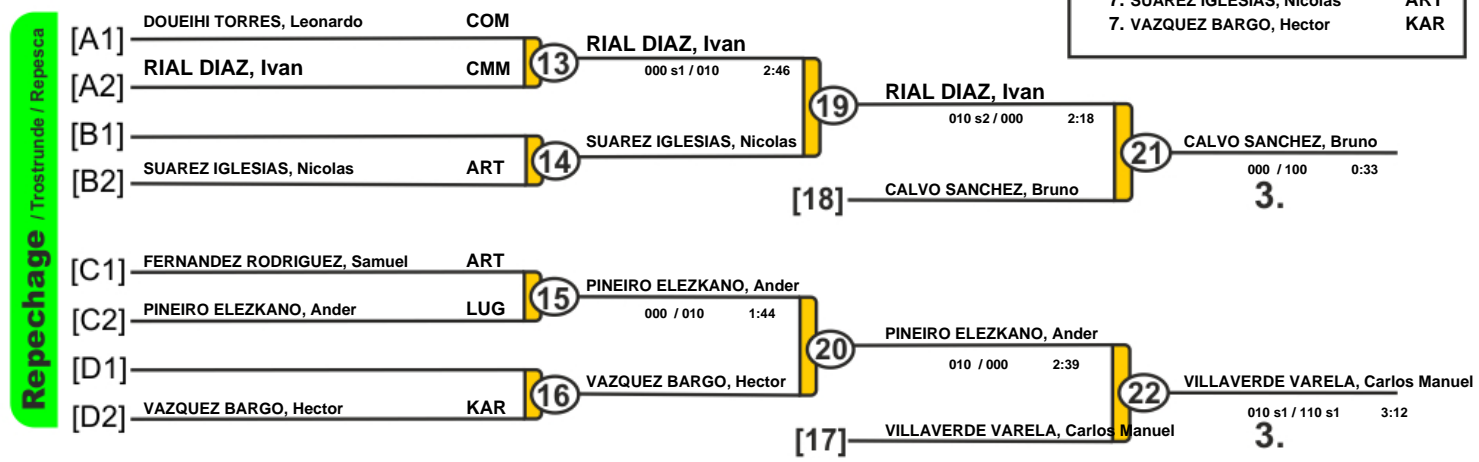 7. SUAREZ IGLESIAS, Nicolas ART
7. VAZQUEZ BARGO, Hector KAR
Repechage / Trostrunde / Repesca
[A1] DOUEIHI TORRES, Leonardo COM
[A2] RIAL DIAZ, Ivan CMM
13
RIAL DIAZ, Ivan
000 s1 / 010 2:46
[B1]
[B2] SUAREZ IGLESIAS, Nicolas ART
14
SUAREZ IGLESIAS, Nicolas
19
RIAL DIAZ, Ivan
010 s2 / 000 2:18
[18] CALVO SANCHEZ, Bruno
21
CALVO SANCHEZ, Bruno
000 / 100 0:33
3.
[C1] FERNANDEZ RODRIGUEZ, Samuel ART
[C2] PINEIRO ELEZKANO, Ander LUG
15
PINEIRO ELEZKANO, Ander
000 / 010 1:44
[D1]
[D2] VAZQUEZ BARGO, Hector KAR
16
VAZQUEZ BARGO, Hector
20
PINEIRO ELEZKANO, Ander
010 / 000 2:39
[17] VILLAVERDE VARELA, Carlos Manuel
22
VILLAVERDE VARELA, Carlos Manuel
010 s1 / 110 s1 3:12
3.